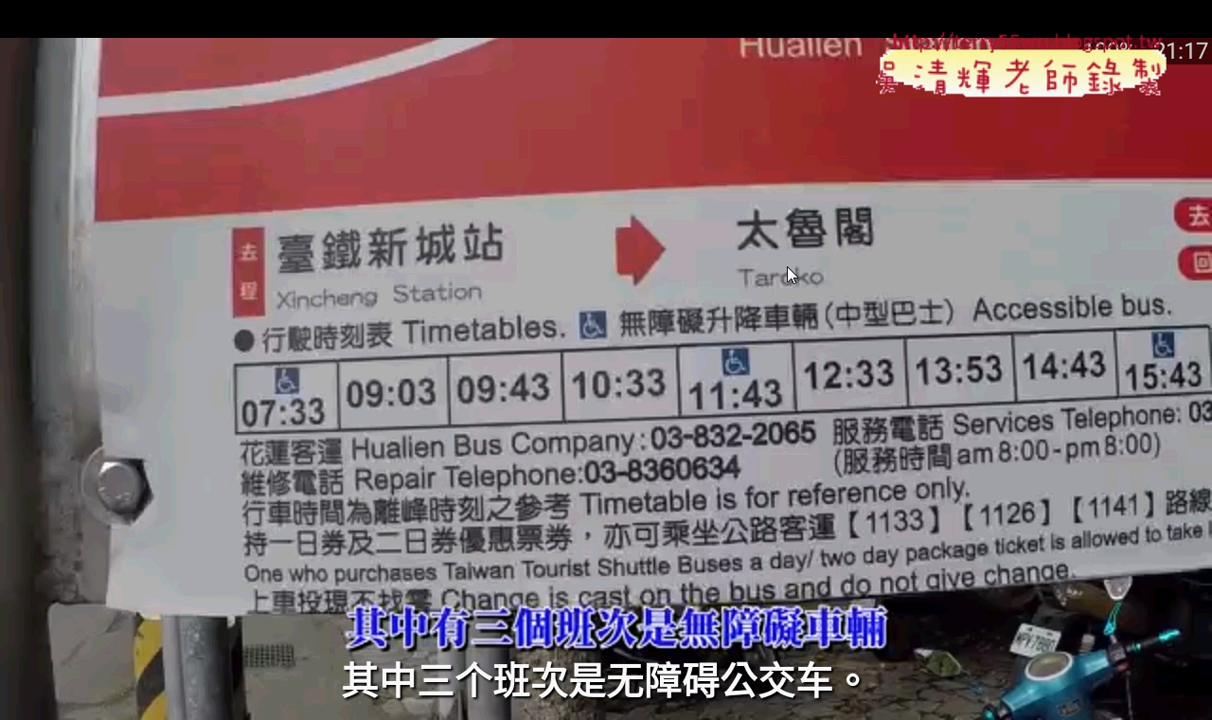 Hualien
21:17
吳清輝老師錄製
去程
臺鐵新城站
太魯閣
去
回
Xincheng Station
Taroko
●行駛時刻表 Timetables. 無障礙升降車輛(中型巴士) Accessible bus.
07:33 09:03 09:43 10:33 11:43 12:33 13:53 14:43 15:43
花蓮客運 Hualien Bus Company:03-832-2065 服務電話 Services Telephone: 03
維修電話 Repair Telephone:03-8360634 (服務時間am8:00-pm8:00)
行車時間為離峰時刻之參考 Timetable is for reference only.
持一日券及二日券優惠票券，亦可乘坐公路客運【1133】【1126】【1141】路線
One who purchases Taiwan Tourist Shuttle Buses a day/ two day package ticket is allowed to take
上車投現不找零 Change is cast on the bus and do not give change.
其中有三個班次是無障礙車輛
其中三个班次是无障碍公交车。